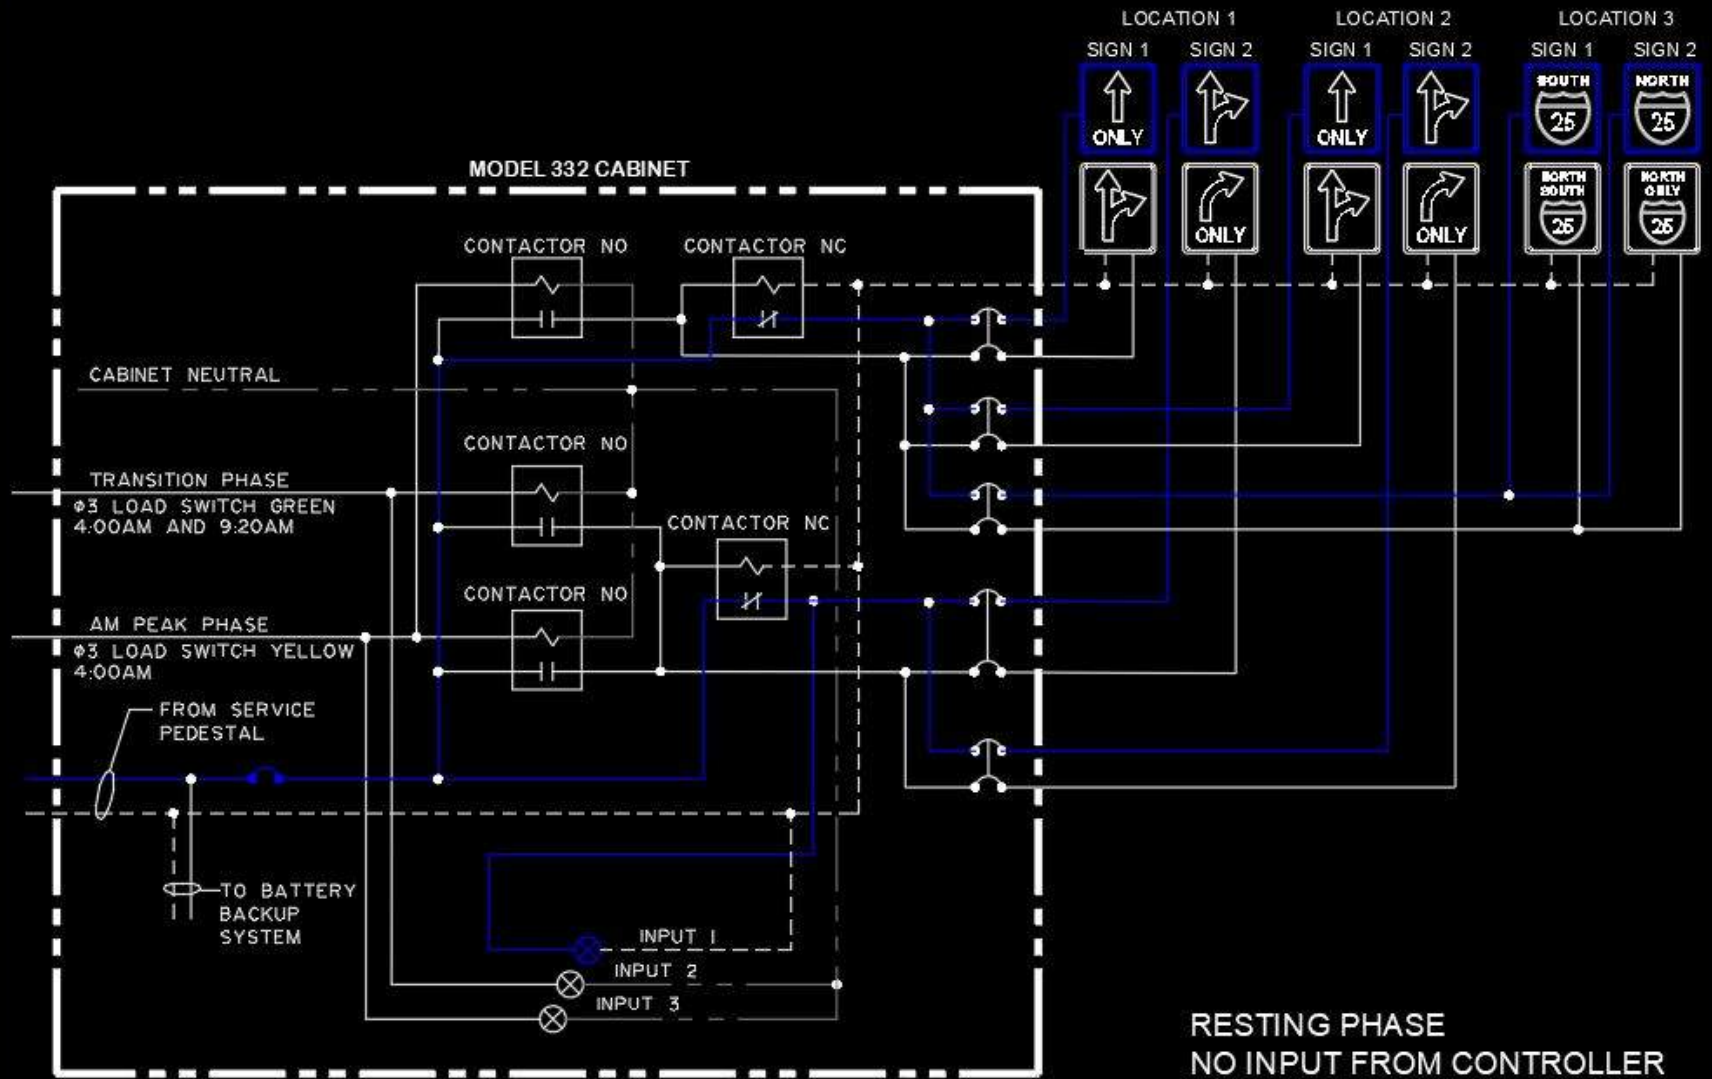 LOCATION 1
LOCATION 2
LOCATION 3
SIGN 1
SIGN 2
SIGN 1
SIGN 2
SIGN 1
SIGN 2
ONLY
ONLY
SOUTH
25
NORTH
25
ONLY
ONLY
NORTH
SOUTH
25
NORTH
ONLY
25
MODEL 332 CABINET
CONTACTOR NO
CONTACTOR NC
CABINET NEUTRAL
CONTACTOR NO
TRANSITION PHASE
ø3 LOAD SWITCH GREEN
4:00AM AND 9:20AM
CONTACTOR NC
CONTACTOR NO
AM PEAK PHASE
ø3 LOAD SWITCH YELLOW
4:00AM
FROM SERVICE
PEDESTAL
TO BATTERY
BACKUP
SYSTEM
INPUT 1
INPUT 2
INPUT 3
RESTING PHASE
NO INPUT FROM CONTROLLER